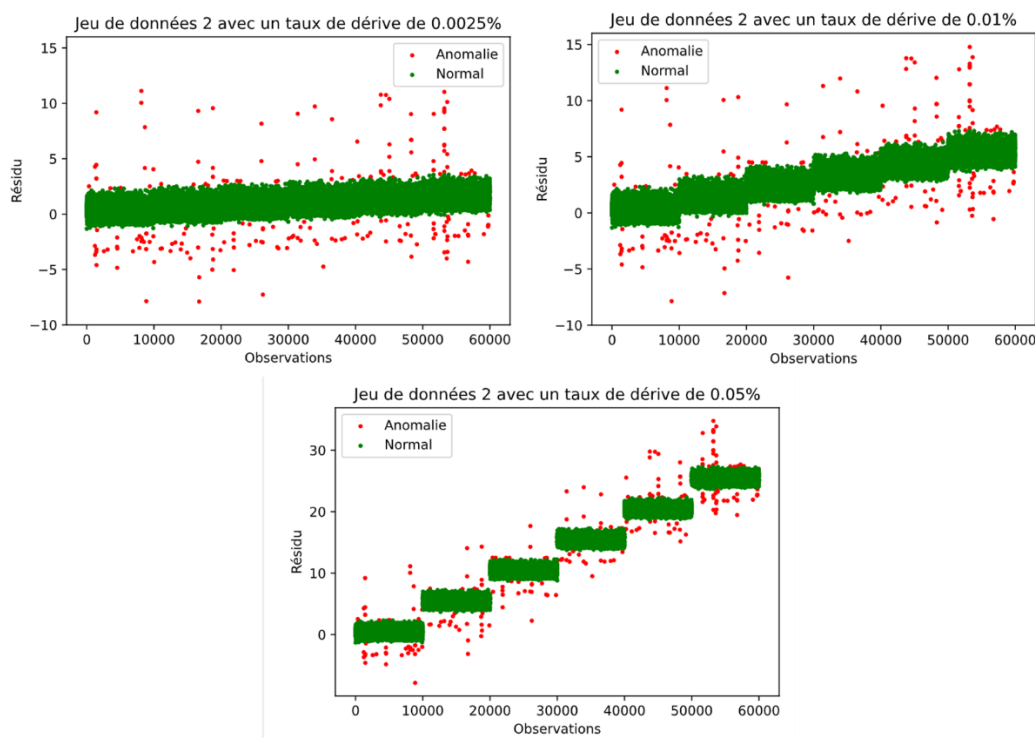 Jeu de données 2 avec un taux de dérive de 0.0025%
15
10
5
0
−5
−10
Résidu
Anomalie
Normal
0 10000 20000 30000 40000 50000 60000
Observations
Jeu de données 2 avec un taux de dérive de 0.01%
15
10
5
0
−5
−10
Résidu
Anomalie
Normal
0 10000 20000 30000 40000 50000 60000
Observations
Jeu de données 2 avec un taux de dérive de 0.05%
30
20
10
0
Résidu
Anomalie
Normal
0 10000 20000 30000 40000 50000 60000
Observations